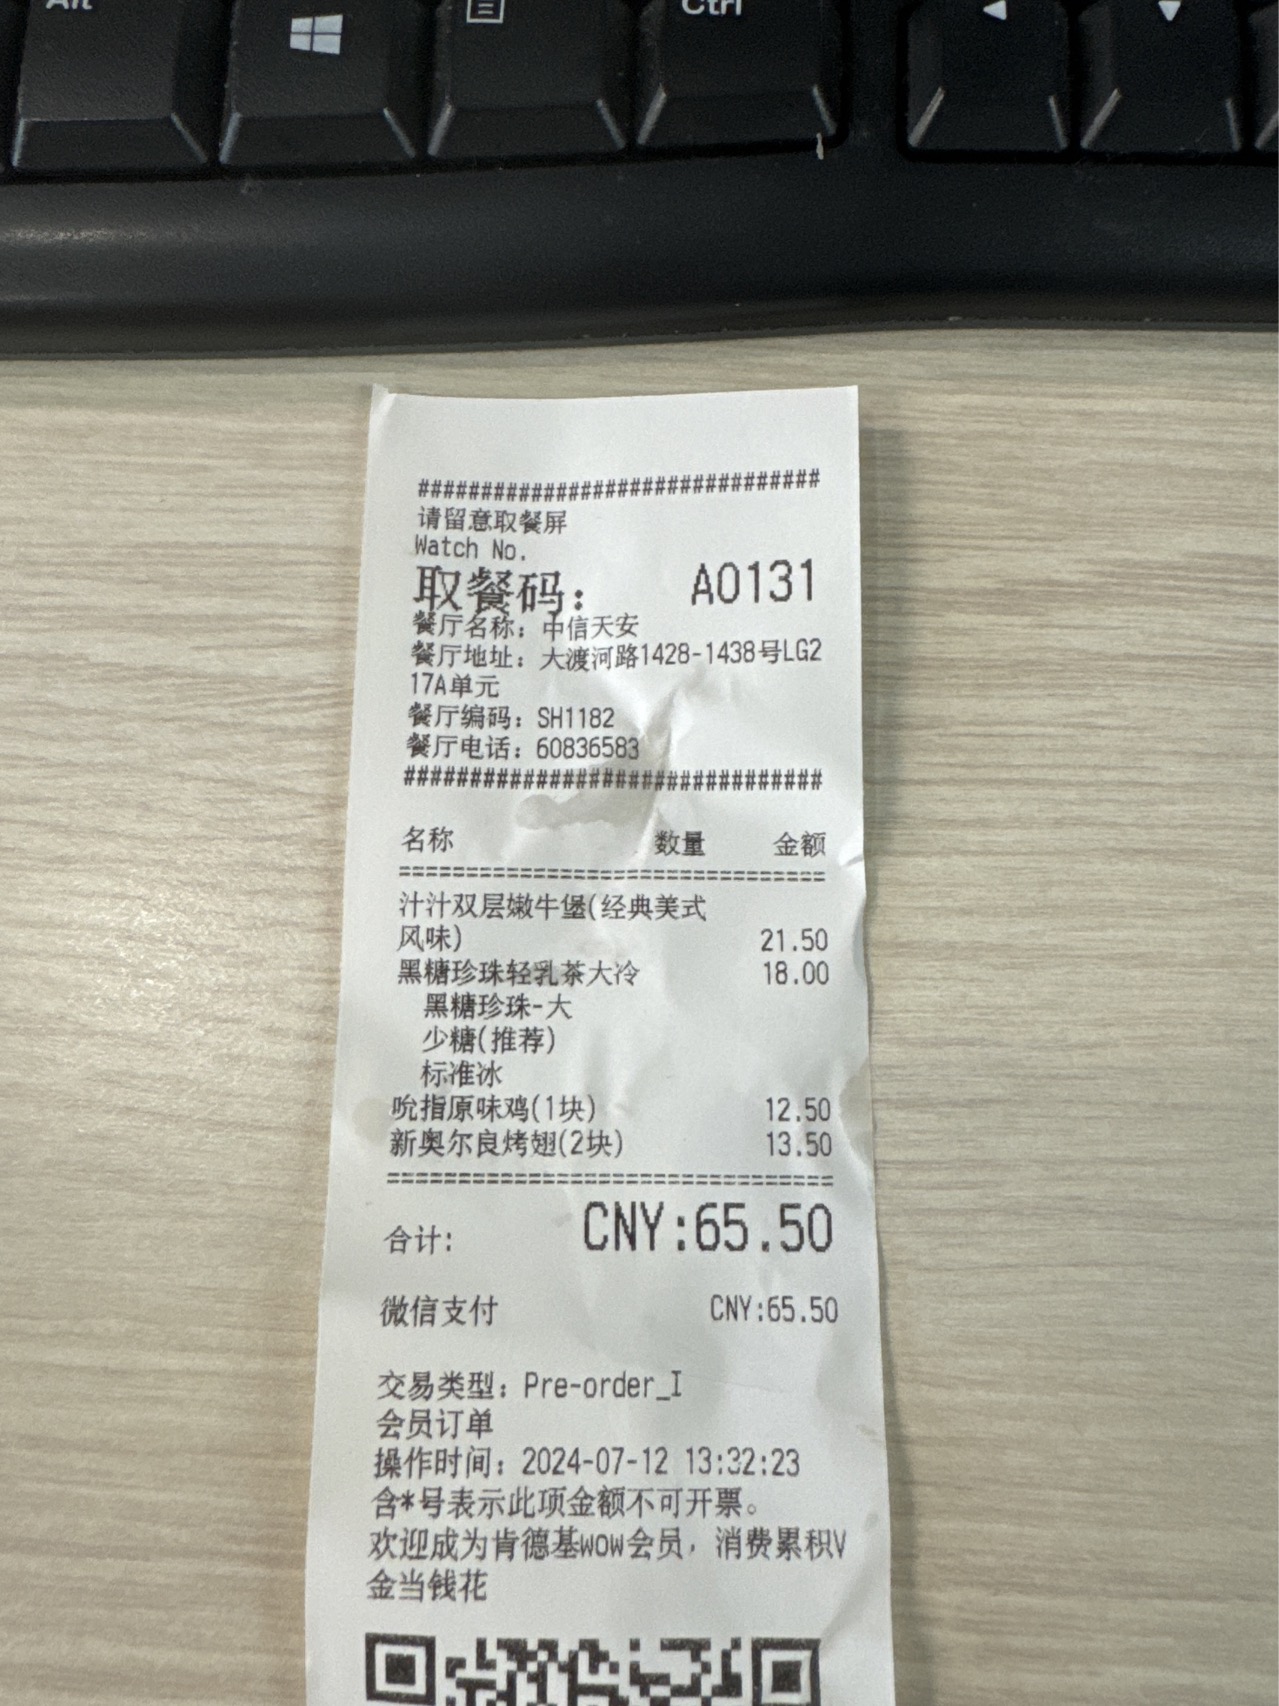 Alt
Ctrl
################################
请留意取餐屏
Watch No.
取餐码： A0131
餐厅名称：中信天安
餐厅地址：大渡河路1428-1438号LG2
17A单元
餐厅编码：SH1182
餐厅电话：60836583
################################
名称 数量 金额
================================
汁汁双层嫩牛堡(经典美式
风味) 21.50
黑糖珍珠轻乳茶大冷 18.00
黑糖珍珠-大
少糖(推荐)
标准冰
吮指原味鸡(1块) 12.50
新奥尔良烤翅(2块) 13.50
================================
合计: CNY:65.50
微信支付 CNY:65.50
交易类型：Pre-order_I
会员订单
操作时间：2024-07-12 13:32:23
含*号表示此项金额不可开票。
欢迎成为肯德基wow会员，消费累积V
金当钱花